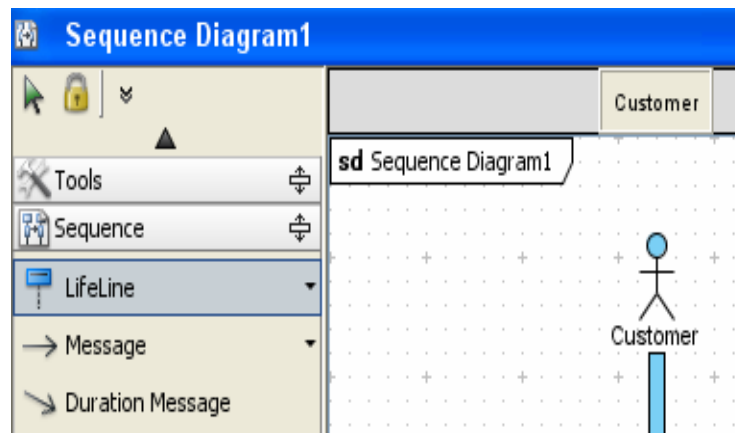 Sequence Diagram1
Customer
sd Sequence Diagram1
Tools
Sequence
LifeLine
Message
Duration Message
Customer